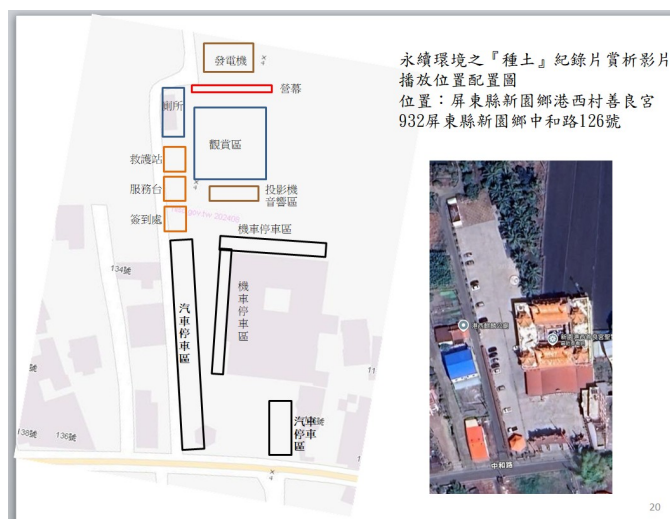 永續環境之『種土』紀錄片賞析影片
播放位置配置圖
位置：屏東縣新園鄉港西村善良宮
932屏東縣新園鄉中和路126號
發電機
螢幕
廁所
觀賞區
救護站
服務台
投影機
音響區
簽到處
機車停車區
134號
汽車停車區
機車停車區
汽車
停車
區
138號
136號
中和路
20